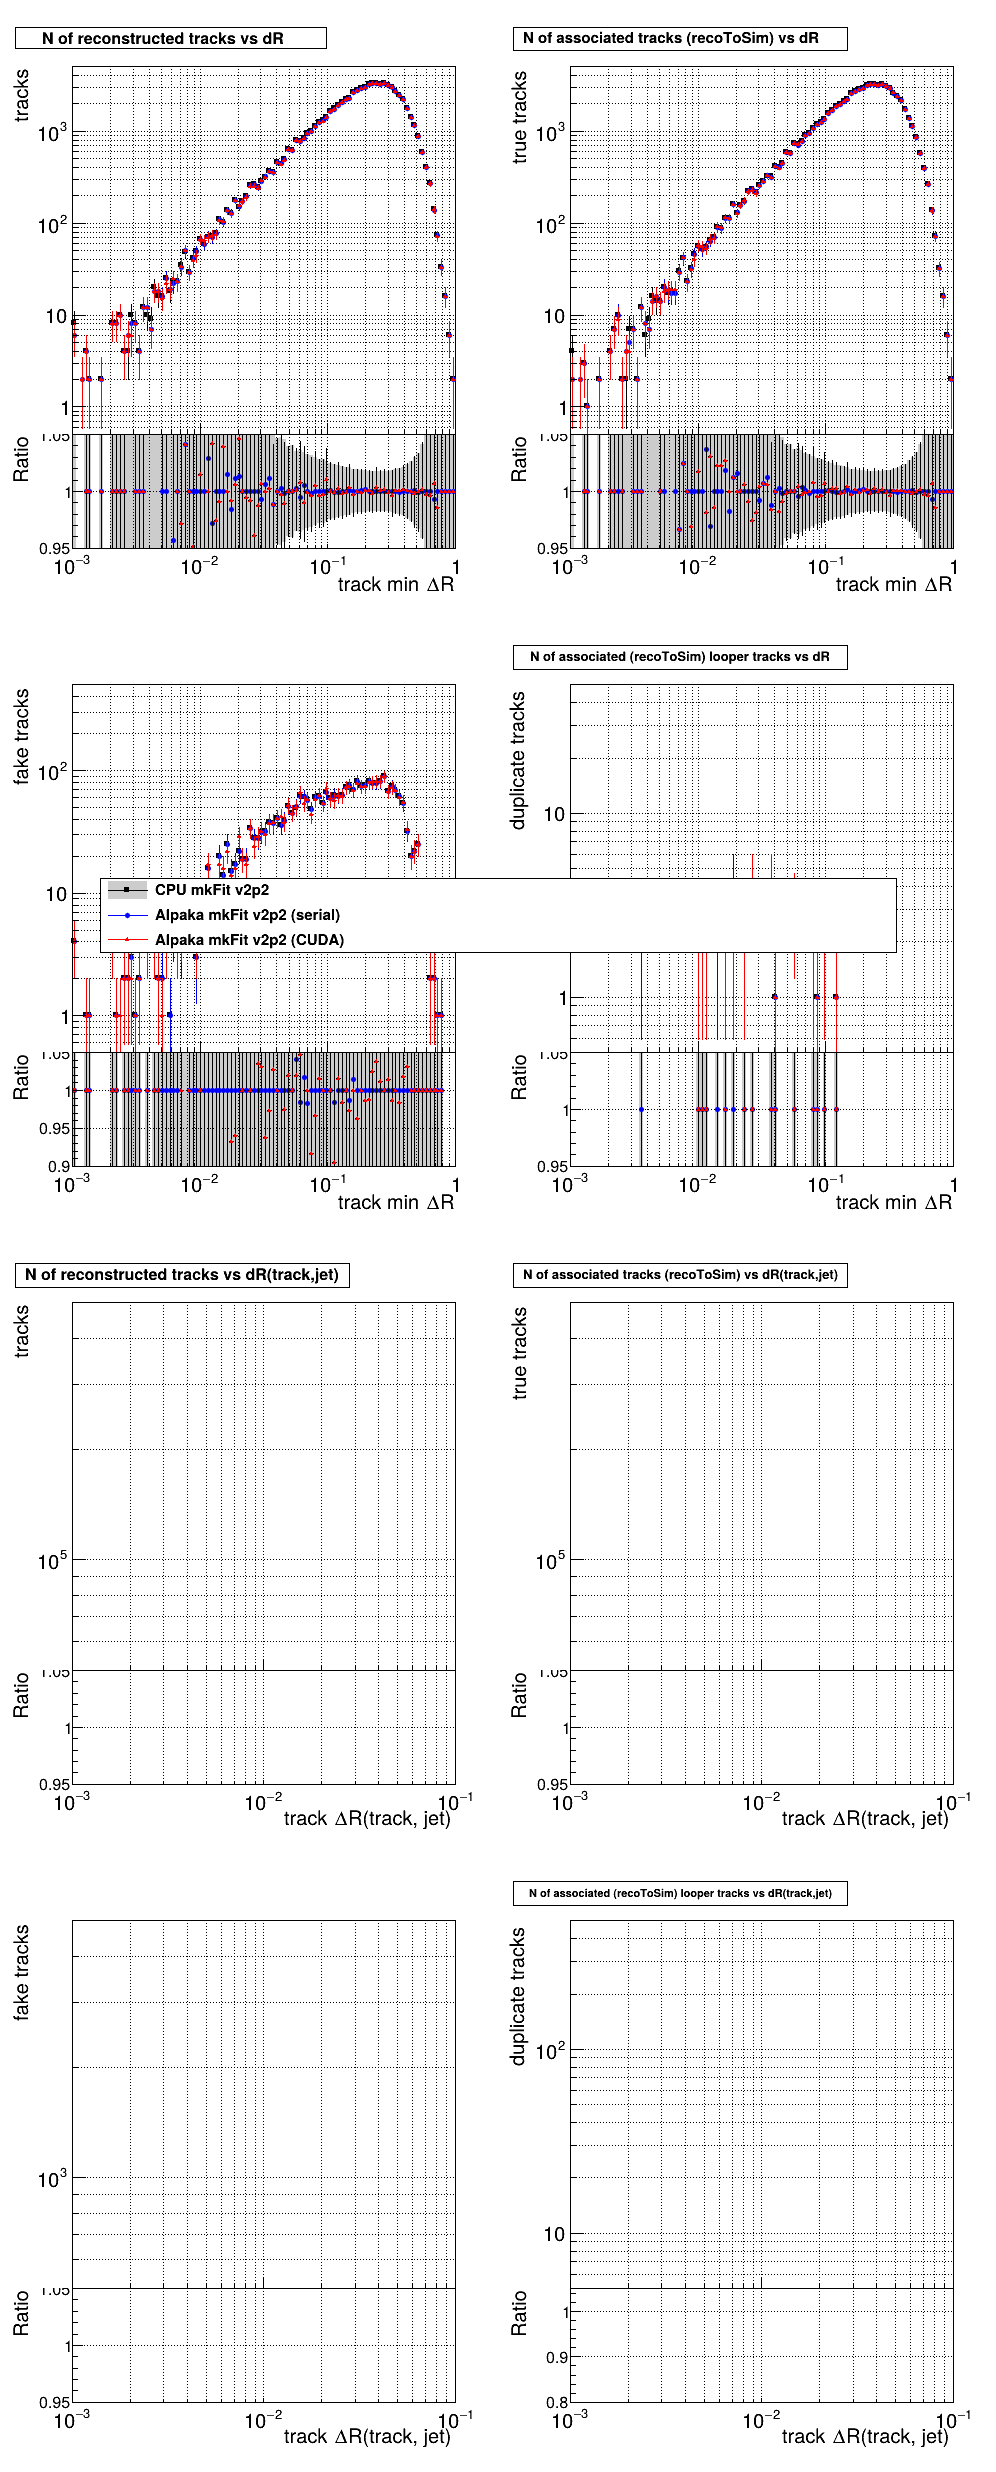 N of reconstructed tracks vs dR
tracks
10³
10²
10
1
Ratio
1.05
1
0.95
10⁻³
10⁻²
10⁻¹
1
track min ΔR
N of associated tracks (recoToSim) vs dR
true tracks
10³
10²
10
1
Ratio
1.05
1
0.95
10⁻³
10⁻²
10⁻¹
1
track min ΔR
fake tracks
10²
10
1
Ratio
1.05
1
0.95
0.9
10⁻³
10⁻²
10⁻¹
1
track min ΔR
N of associated (recoToSim) looper tracks vs dR
duplicate tracks
10
1
Ratio
1.05
1
0.95
10⁻³
10⁻²
10⁻¹
1
track min ΔR
CPU mkFit v2p2
Alpaka mkFit v2p2 (serial)
Alpaka mkFit v2p2 (CUDA)
N of reconstructed tracks vs dR(track,jet)
tracks
10⁵
Ratio
1.05
1
0.95
10⁻³
10⁻²
10⁻¹
track ΔR(track, jet)
N of associated tracks (recoToSim) vs dR(track,jet)
true tracks
10⁵
Ratio
1.05
1
0.95
10⁻³
10⁻²
10⁻¹
track ΔR(track, jet)
fake tracks
10³
Ratio
1.05
1
0.95
10⁻³
10⁻²
10⁻¹
track ΔR(track, jet)
N of associated (recoToSim) looper tracks vs dR(track,jet)
duplicate tracks
10²
10
Ratio
1
0.9
0.8
10⁻³
10⁻²
10⁻¹
track ΔR(track, jet)